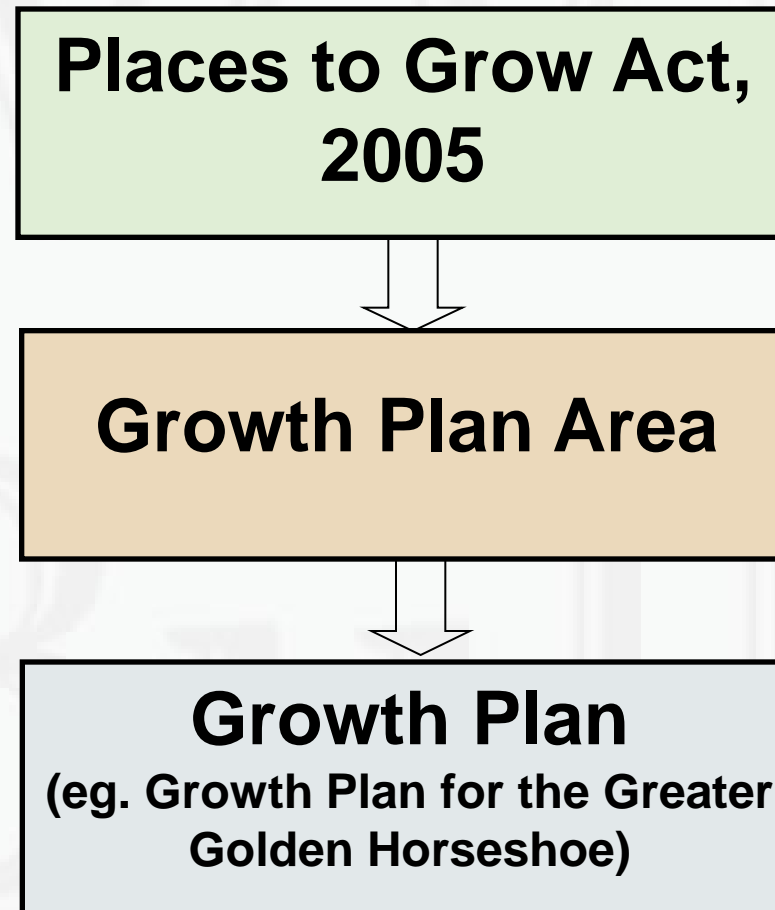 Places to Grow Act,
2005
Growth Plan Area
Growth Plan
(eg. Growth Plan for the Greater
Golden Horseshoe)